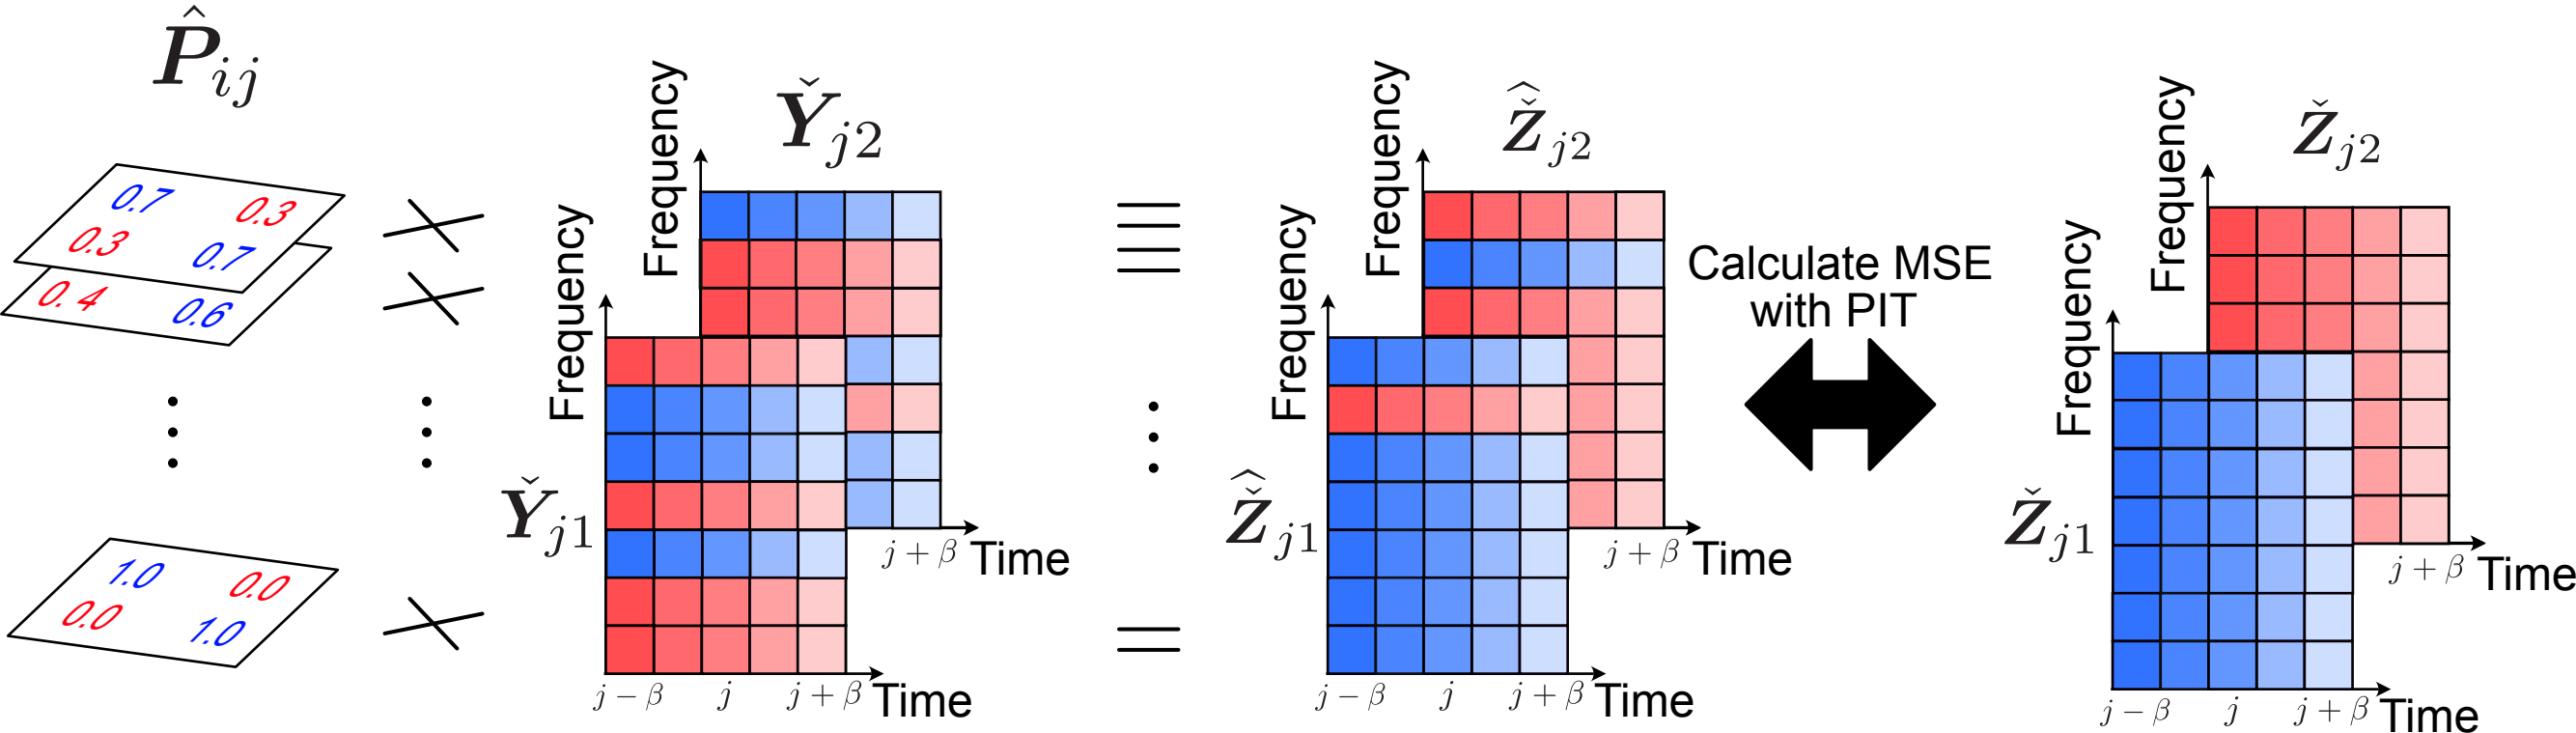 P̂ij
0.7 0.3
0.3 0.7
0. 4 0.6
1.0 0.0
0.0 1.0
Frequency
Y̌j2
Frequency
Y̌j1
j + β Time
j − β j j + β Time
Frequency
Ž̂j2
Frequency
Ž̂j1
j + β Time
j − β j j + β Time
Calculate MSE
with PIT
Frequency
Žj2
Frequency
Žj1
j + β Time
j − β j j + β Time